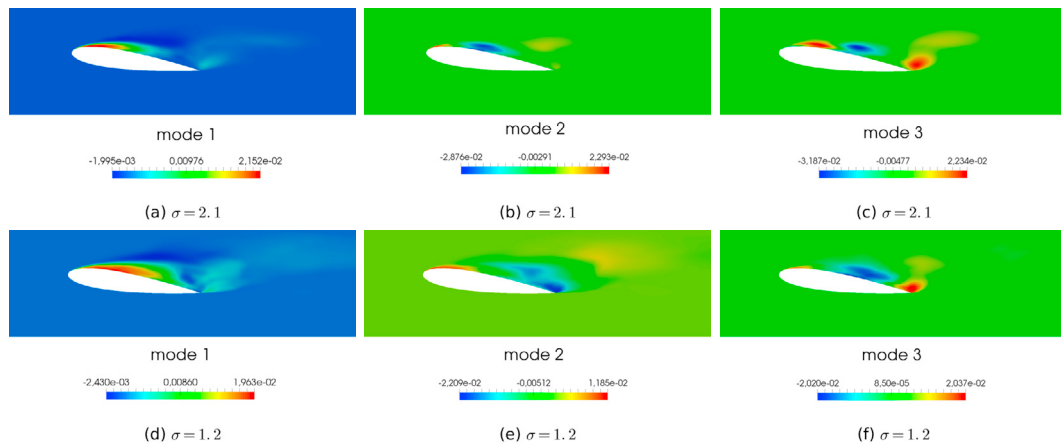 mode 1
-1,995e-03 0,00976 2,152e-02
(a) σ = 2.1
mode 2
-2,876e-02 -0,00291 2,293e-02
(b) σ = 2.1
mode 3
-3,187e-02 -0,00477 2,234e-02
(c) σ = 2.1
mode 1
-2,430e-03 0,00860 1,963e-02
(d) σ = 1.2
mode 2
-2,209e-02 -0,00512 1,185e-02
(e) σ = 1.2
mode 3
-2,020e-02 8,50e-05 2,037e-02
(f) σ = 1.2